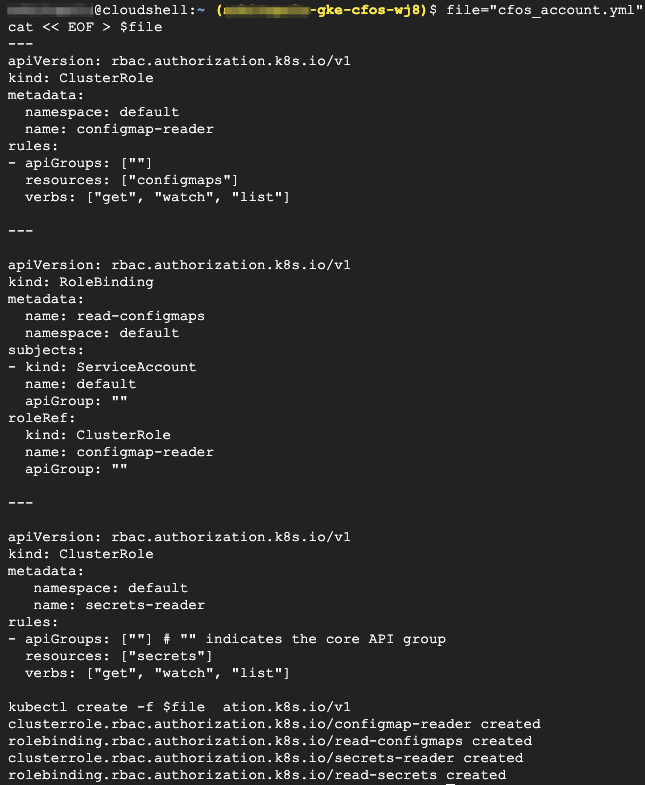 @cloudshell:~ (-gke-cfos-wj8)$ file="cfos_account.yml"
cat << EOF > $file
---
apiVersion: rbac.authorization.k8s.io/v1
kind: ClusterRole
metadata:
  namespace: default
  name: configmap-reader
rules:
- apiGroups: [""]
  resources: ["configmaps"]
  verbs: ["get", "watch", "list"]
---
apiVersion: rbac.authorization.k8s.io/v1
kind: RoleBinding
metadata:
  name: read-configmaps
  namespace: default
subjects:
- kind: ServiceAccount
  name: default
  apiGroup: ""
roleRef:
  kind: ClusterRole
  name: configmap-reader
  apiGroup: ""
---
apiVersion: rbac.authorization.k8s.io/v1
kind: ClusterRole
metadata:
   namespace: default
   name: secrets-reader
rules:
- apiGroups: [""] # "" indicates the core API group
  resources: ["secrets"]
  verbs: ["get", "watch", "list"]
kubectl create -f $file  ation.k8s.io/v1
clusterrole.rbac.authorization.k8s.io/configmap-reader created
rolebinding.rbac.authorization.k8s.io/read-configmaps created
clusterrole.rbac.authorization.k8s.io/secrets-reader created
rolebinding.rbac.authorization.k8s.io/read-secrets created